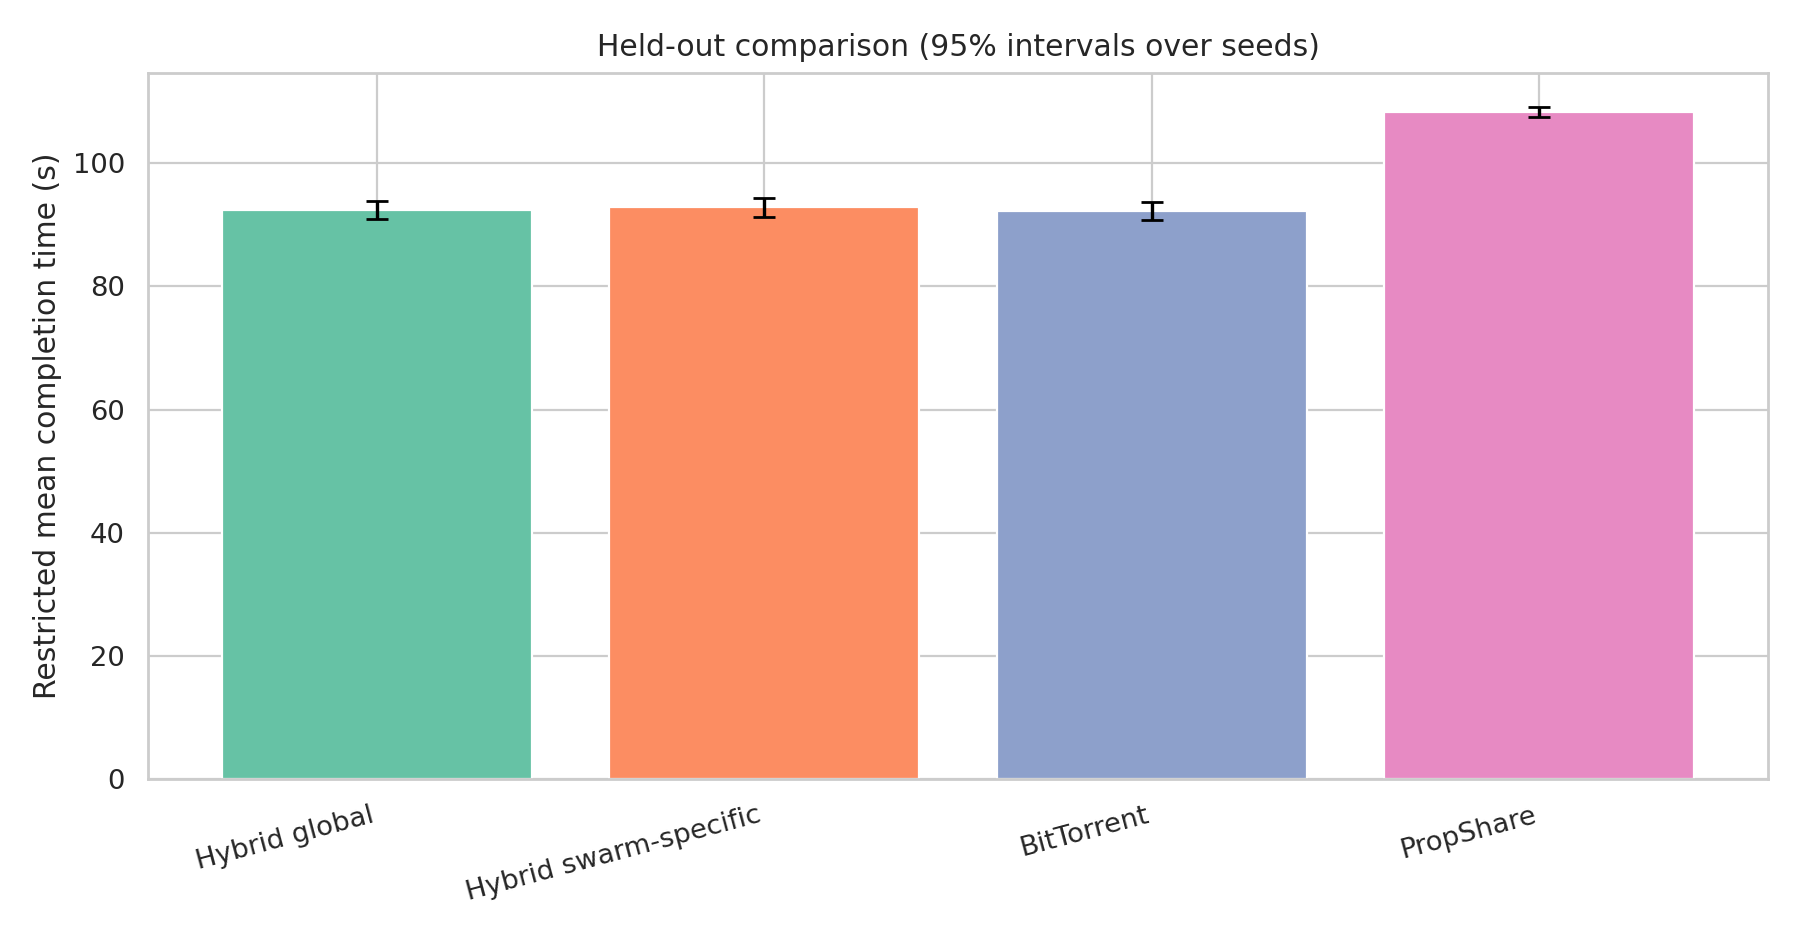 Held-out comparison (95% intervals over seeds)
Restricted mean completion time (s)
100
80
60
40
20
0
Hybrid global
Hybrid swarm-specific
BitTorrent
PropShare